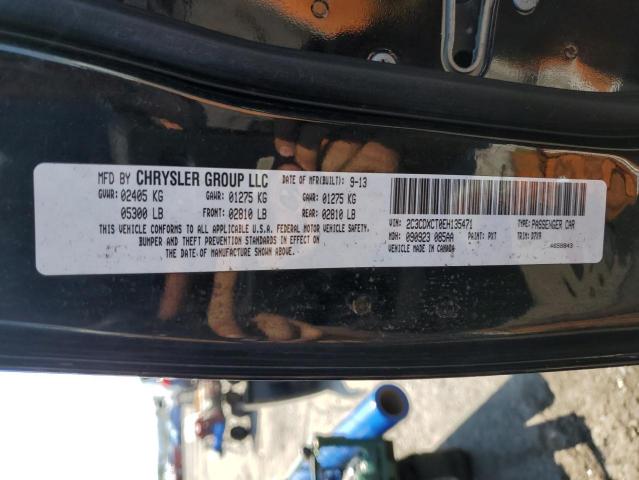 MFD BY CHRYSLER GROUP LLC DATE OF MFR(BUILT): 9-13
GVWR: 02405 KG GAWR: 01275 KG GAWR: 01275 KG
05300 LB FRONT: 02810 LB REAR: 02810 LB
THIS VEHICLE CONFORMS TO ALL APPLICABLE U.S.A. FEDERAL MOTOR VEHICLE SAFETY,
BUMPER AND THEFT PREVENTION STANDARDS IN EFFECT ON
THE DATE OF MANUFACTURE SHOWN ABOVE.
VIN: 2C3CDXCT0EH135471 TYPE: PASSENGER CAR
MDH: 090923 085AA PAINT: PX7 TRIM: D7X9
VEHICLE MADE IN CANADA